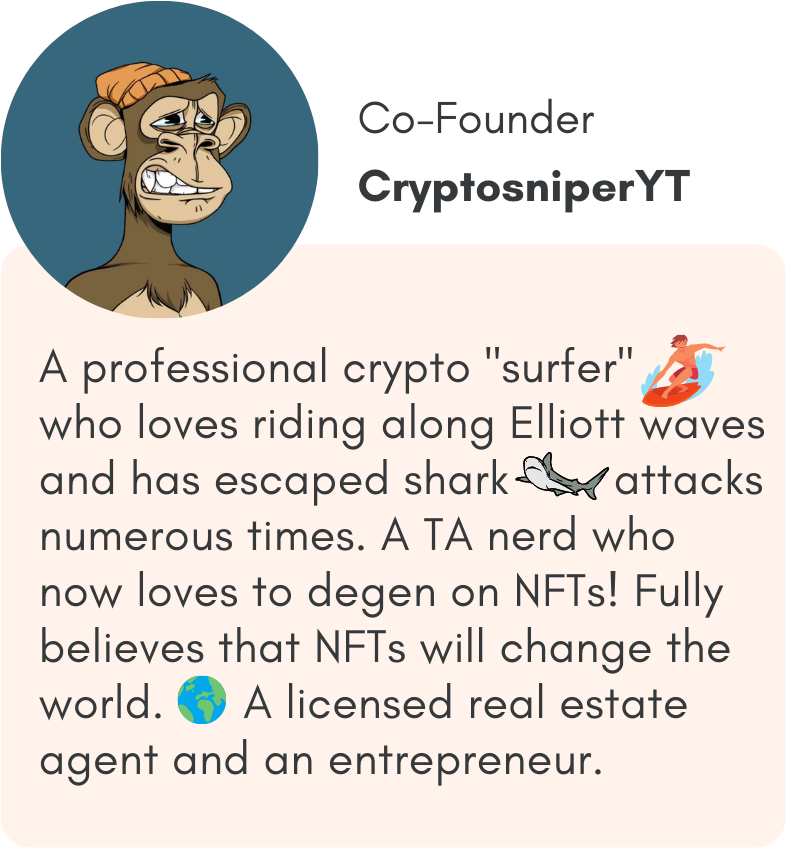 Co-Founder
CryptosniperYT
A professional crypto "surfer"
who loves riding along Elliott waves
and has escaped shark attacks
numerous times. A TA nerd who
now loves to degen on NFTs! Fully
believes that NFTs will change the
world. A licensed real estate
agent and an entrepreneur.